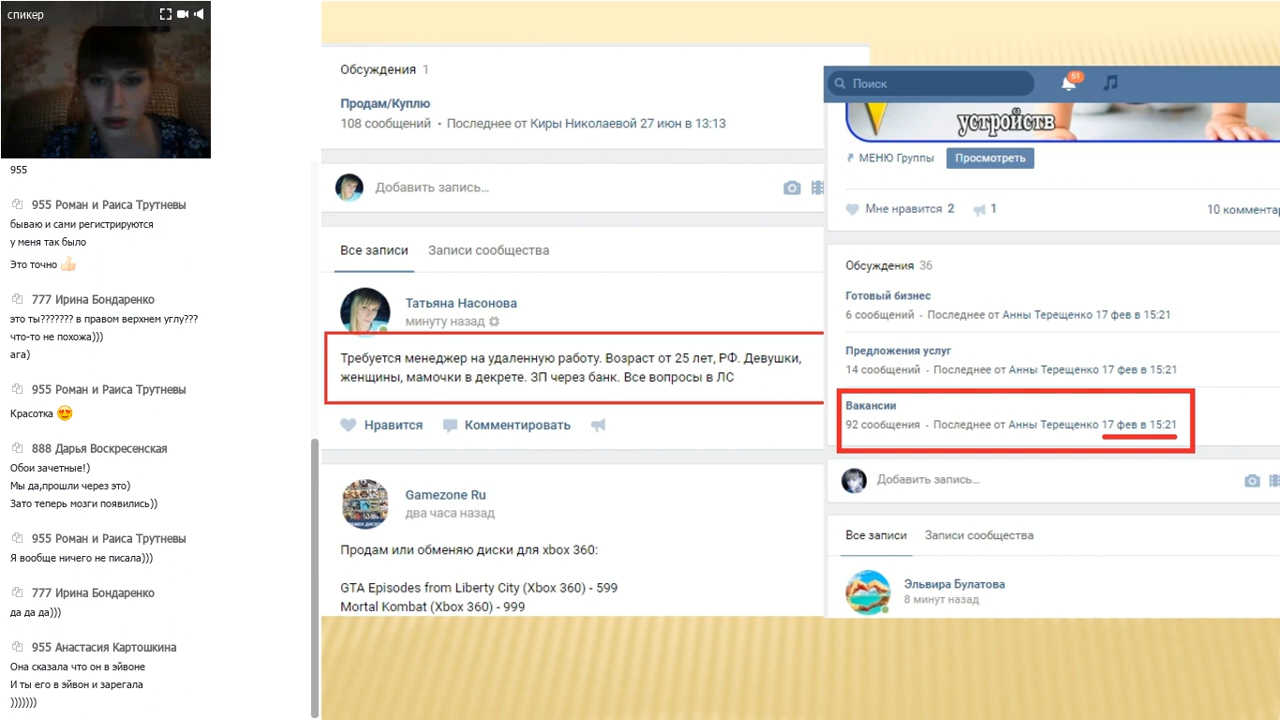 спикер
955
955 Роман и Раиса Трутневы
бываю и сами регистрируются
у меня так было
Это точно
777 Ирина Бондаренко
это ты??????? в правом верхнем углу???
что-то не похожа)))
ага)
955 Роман и Раиса Трутневы
Красотка
888 Дарья Воскресенская
Обои зачетные!)
Мы да,прошли через это)
Зато теперь мозги появились))
955 Роман и Раиса Трутневы
Я вообще ничего не писала)))
777 Ирина Бондаренко
да да да)))
955 Анастасия Картошкина
Она сказала что он в эйвоне
И ты его в эйвон и зарегала
)))))))
Обсуждения 1
Продам/Куплю
108 сообщений · Последнее от Киры Николаевой 27 июн в 13:13
Добавить запись...
Все записи Записи сообщества
Татьяна Насонова
минуту назад
Требуется менеджер на удаленную работу. Возраст от 25 лет, РФ. Девушки,
женщины, мамочки в декрете. ЗП через банк. Все вопросы в ЛС
Нравится Комментировать
Gamezone Ru
два часа назад
Продам или обменяю диски для xbox 360:
GTA Episodes from Liberty City (Xbox 360) - 599
Mortal Kombat (Xbox 360) - 999
Поиск
51
устройств
МЕНЮ Группы Просмотреть
Мне нравится 2 1
10 коммента
Обсуждения 36
Готовый бизнес
6 сообщений · Последнее от Анны Терещенко 17 фев в 15:21
Предложения услуг
14 сообщений · Последнее от Анны Терещенко 17 фев в 15:21
Вакансии
92 сообщения · Последнее от Анны Терещенко 17 фев в 15:21
Добавить запись...
Все записи Записи сообщества
Эльвира Булатова
8 минут назад